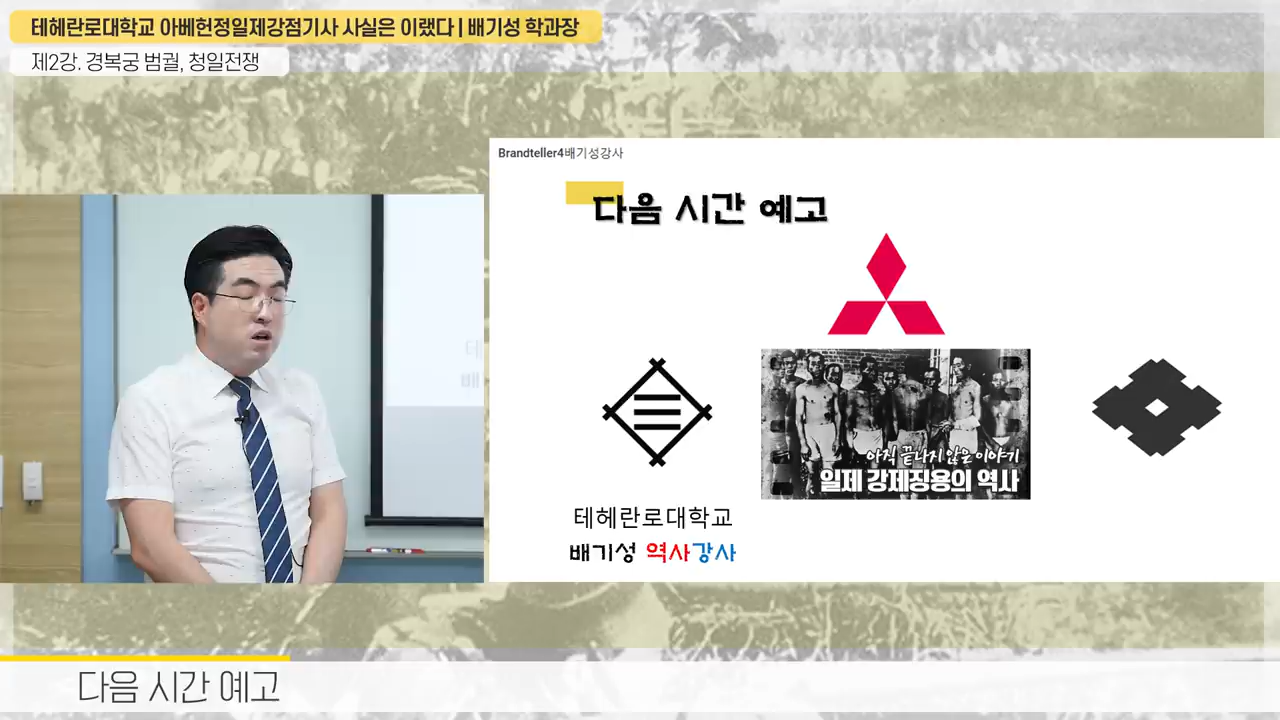 테헤란로대학교 아베헌정일제강점기사 사실은 이랬다 | 배기성 학과장
제2강. 경복궁 범궐, 청일전쟁
Brandteller4배기성강사
다음 시간 예고
아직 끝나지 않은 이야기
일제 강제징용의 역사
테헤란로대학교
배기성 역사강사
다음 시간 예고